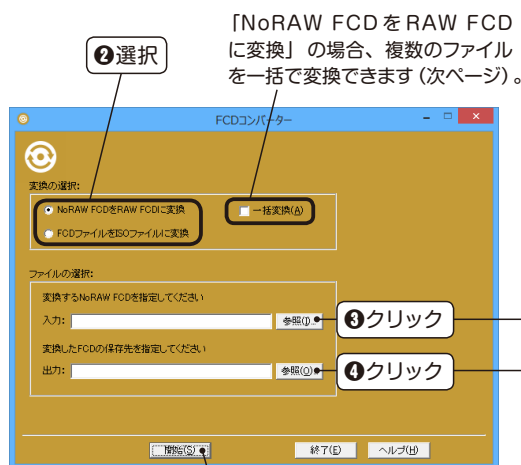 「NoRAW FCDをRAW FCD
に変換」の場合、複数のファイル
を一括で変換できます(次ページ)。
❷選択
FCDコンバーター
変換の選択:
NoRAW FCDをRAW FCDに変換
一括変換(A)
FCDファイルをISOファイルに変換
ファイルの選択:
変換するNoRAW FCDを指定してください
入力:
参照(I)...
❸クリック
変換したFCDの保存先を指定してください
出力:
参照(O)
❹クリック
開始(S)
終了(E)
ヘルプ(H)